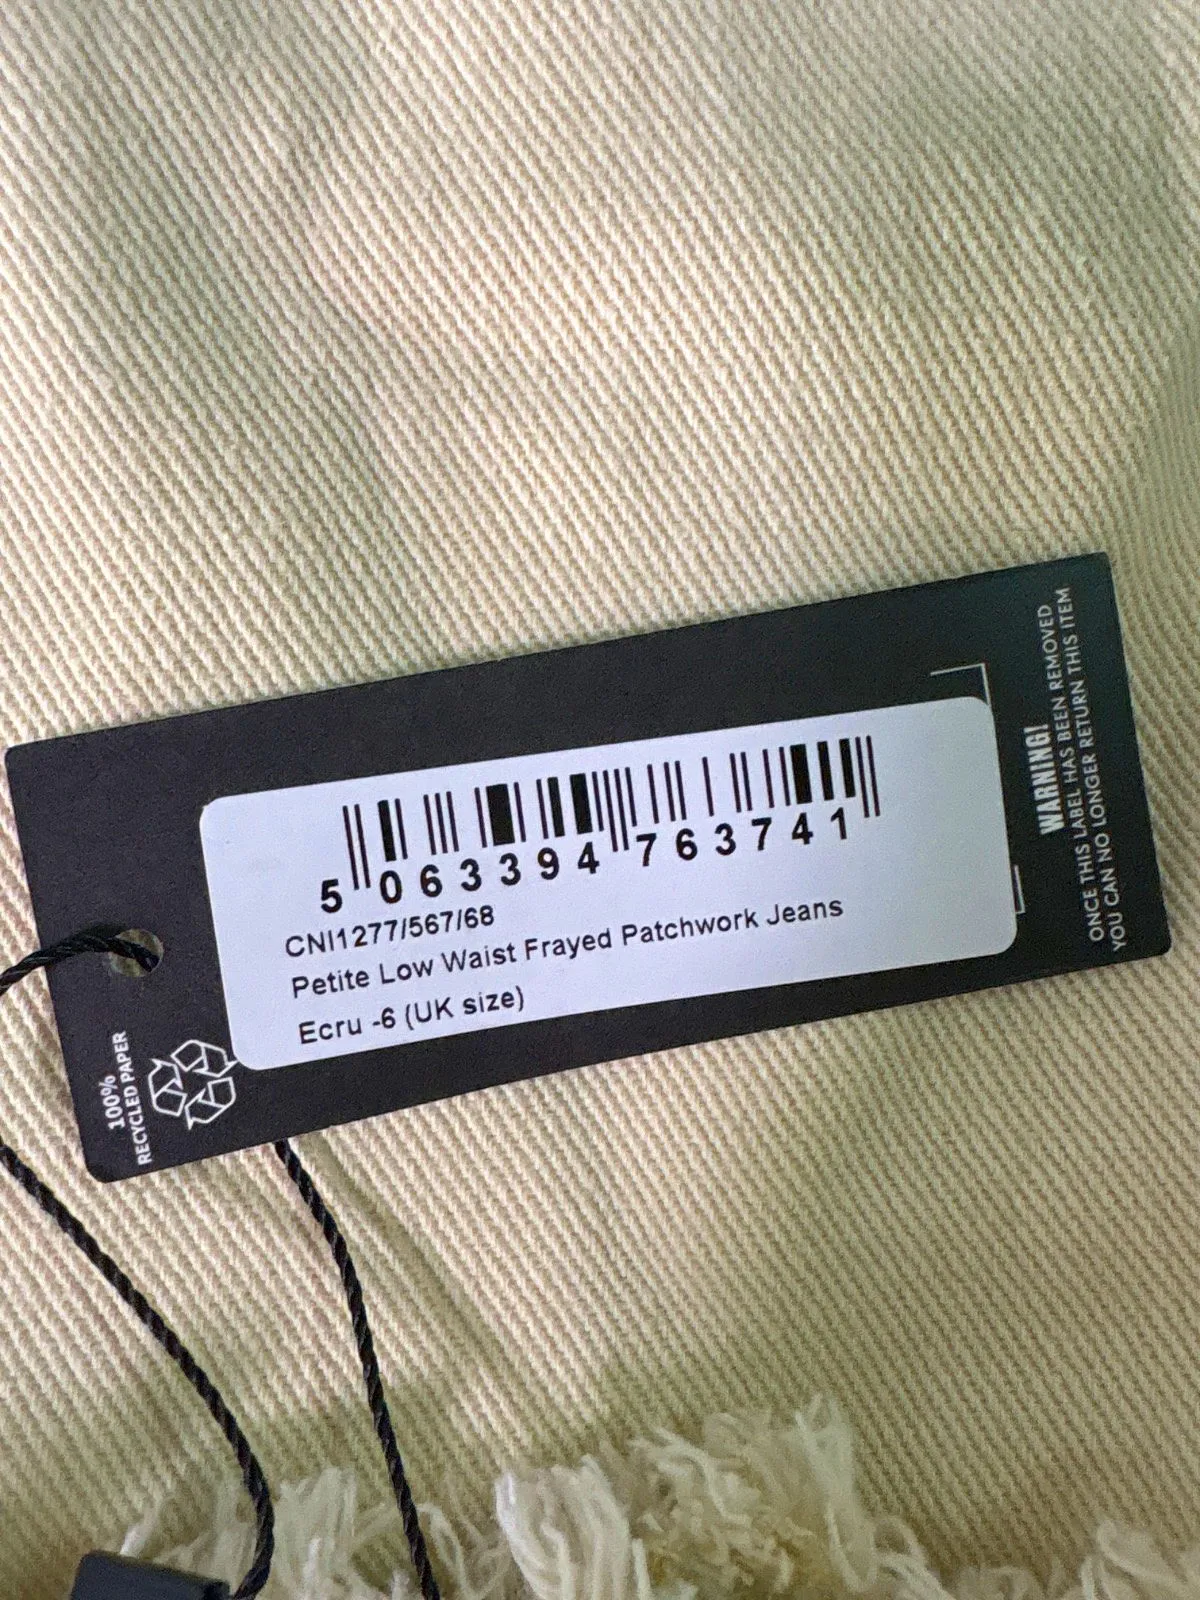 5 063394 763741
CNI1277/567/68
Petite Low Waist Frayed Patchwork Jeans
Ecru -6 (UK size)
100%
RECYCLED PAPER
WARNING!
ONCE THIS LABEL HAS BEEN REMOVED
YOU CAN NO LONGER RETURN THIS ITEM